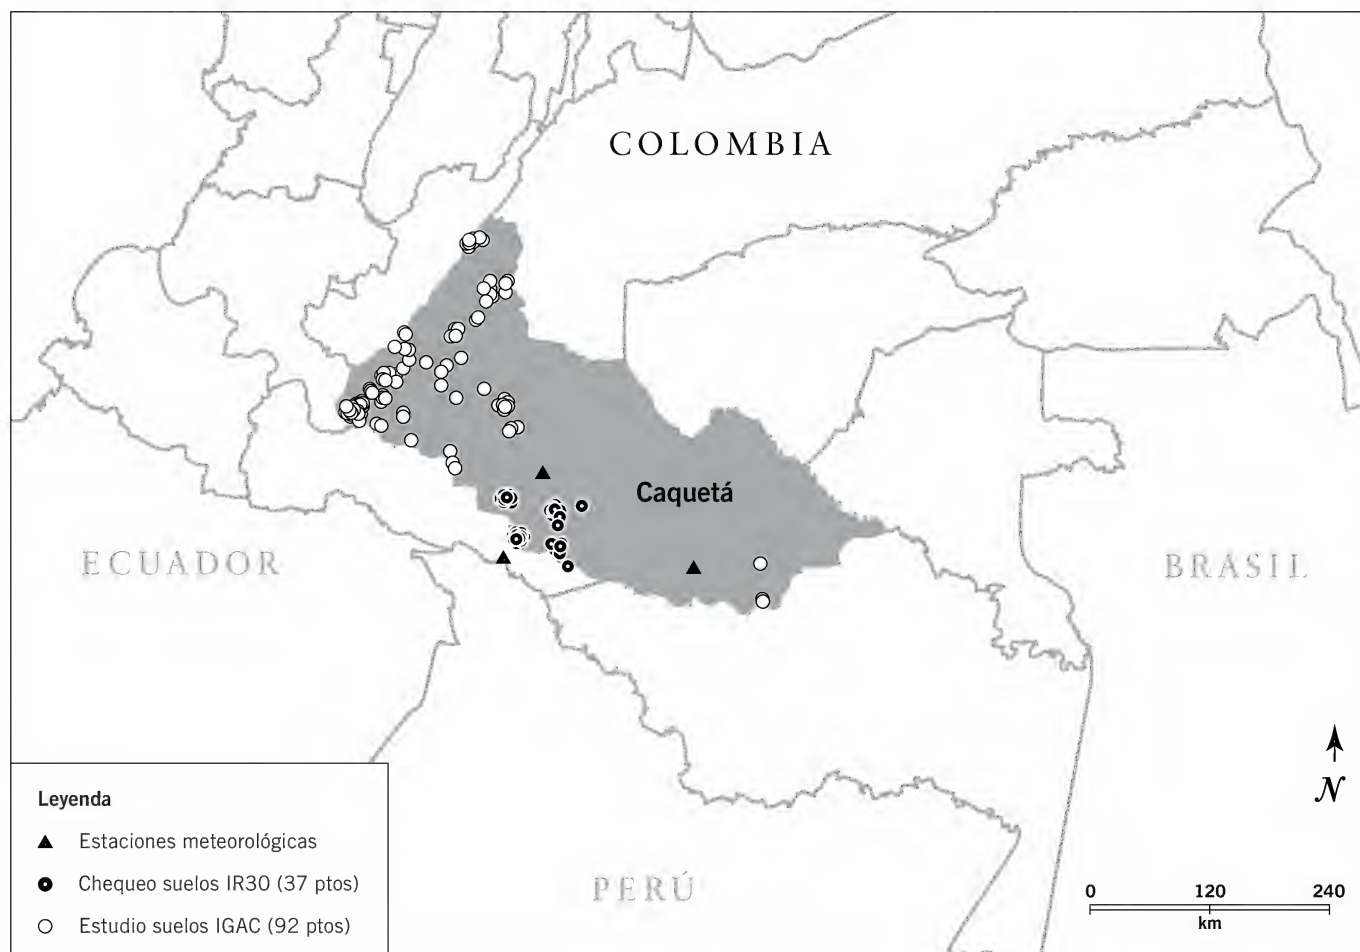 COLOMBIA
Caquetá
ECUADOR
BRASIL
PERÚ
N
Leyenda
Estaciones meteorológicas
Chequeo suelos IR30 (37 ptos)
Estudio suelos IGAC (92 ptos)
0 120 240
km